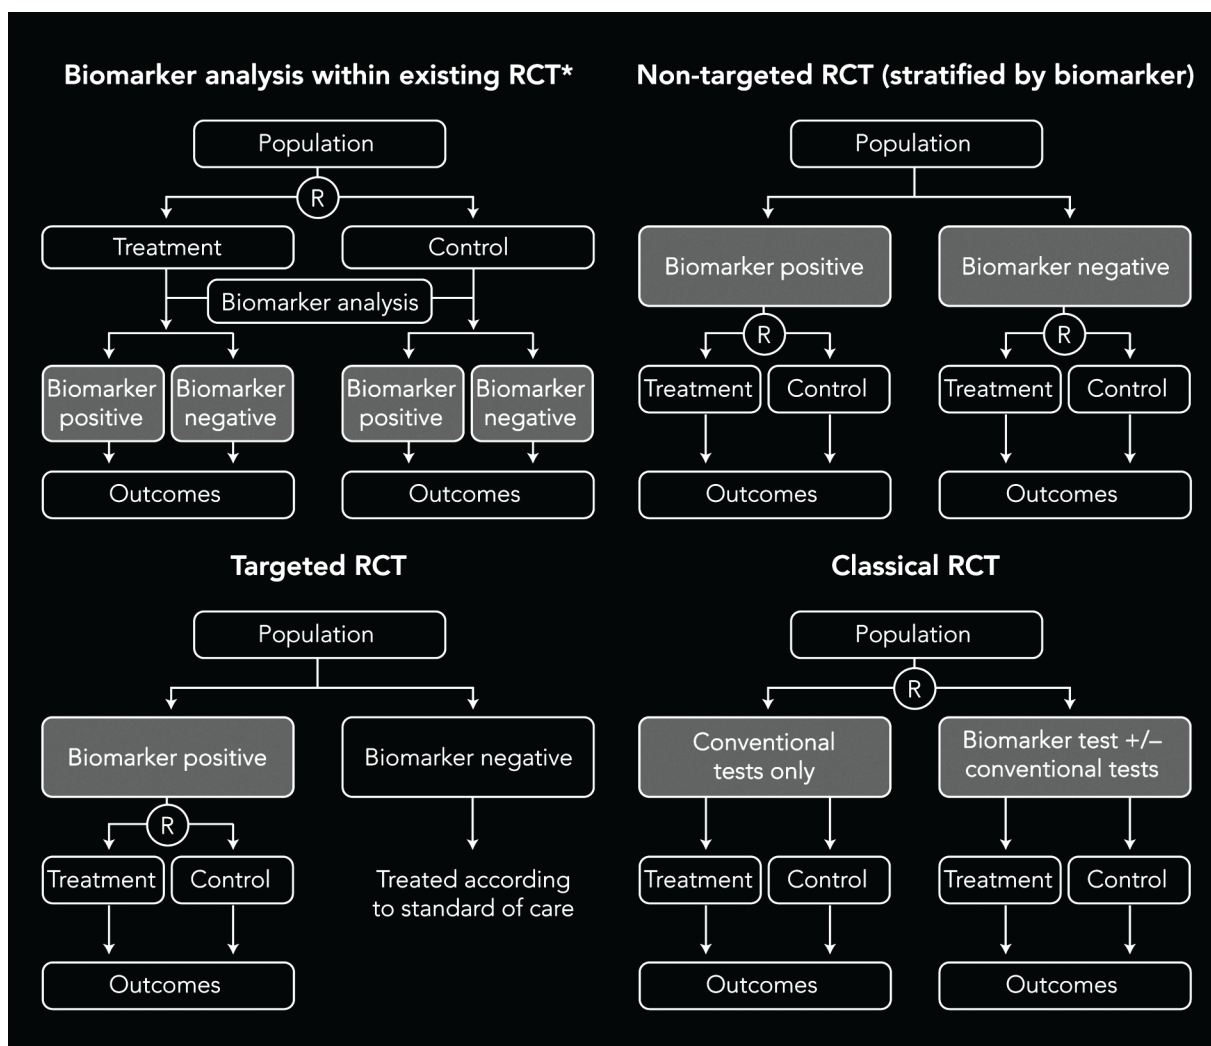 Biomarker analysis within existing RCT*
Population
R
Treatment
Control
Biomarker analysis
Biomarker
positive
Biomarker
negative
Biomarker
positive
Biomarker
negative
Outcomes
Outcomes
Non-targeted RCT (stratified by biomarker)
Population
Biomarker positive
Biomarker negative
R
R
Treatment
Control
Treatment
Control
Outcomes
Outcomes
Targeted RCT
Population
Biomarker positive
Biomarker negative
R
Treatment
Control
Treated according
to standard of care
Outcomes
Classical RCT
Population
R
Conventional
tests only
Biomarker test +/–
conventional tests
Treatment
Control
Treatment
Control
Outcomes
Outcomes